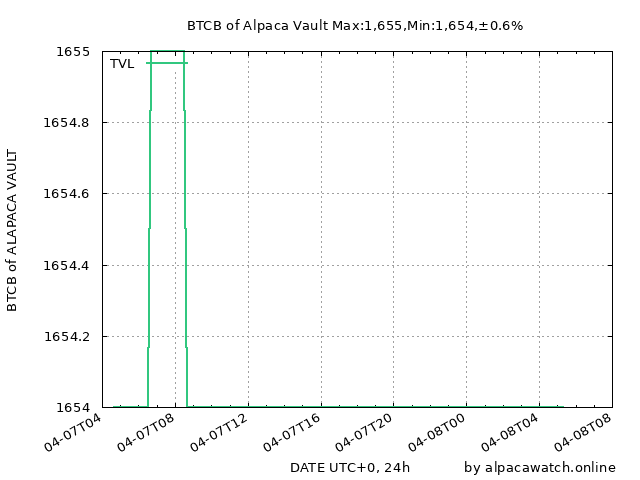 BTCB of Alpaca Vault Max:1,655,Min:1,654,±0.6%
BTCB of ALAPACA VAULT
TVL
1655
1654.8
1654.6
1654.4
1654.2
1654
04-07T04
04-07T08
04-07T12
04-07T16
04-07T20
04-08T00
04-08T04
04-08T08
DATE UTC+0, 24h
by alpacawatch.online